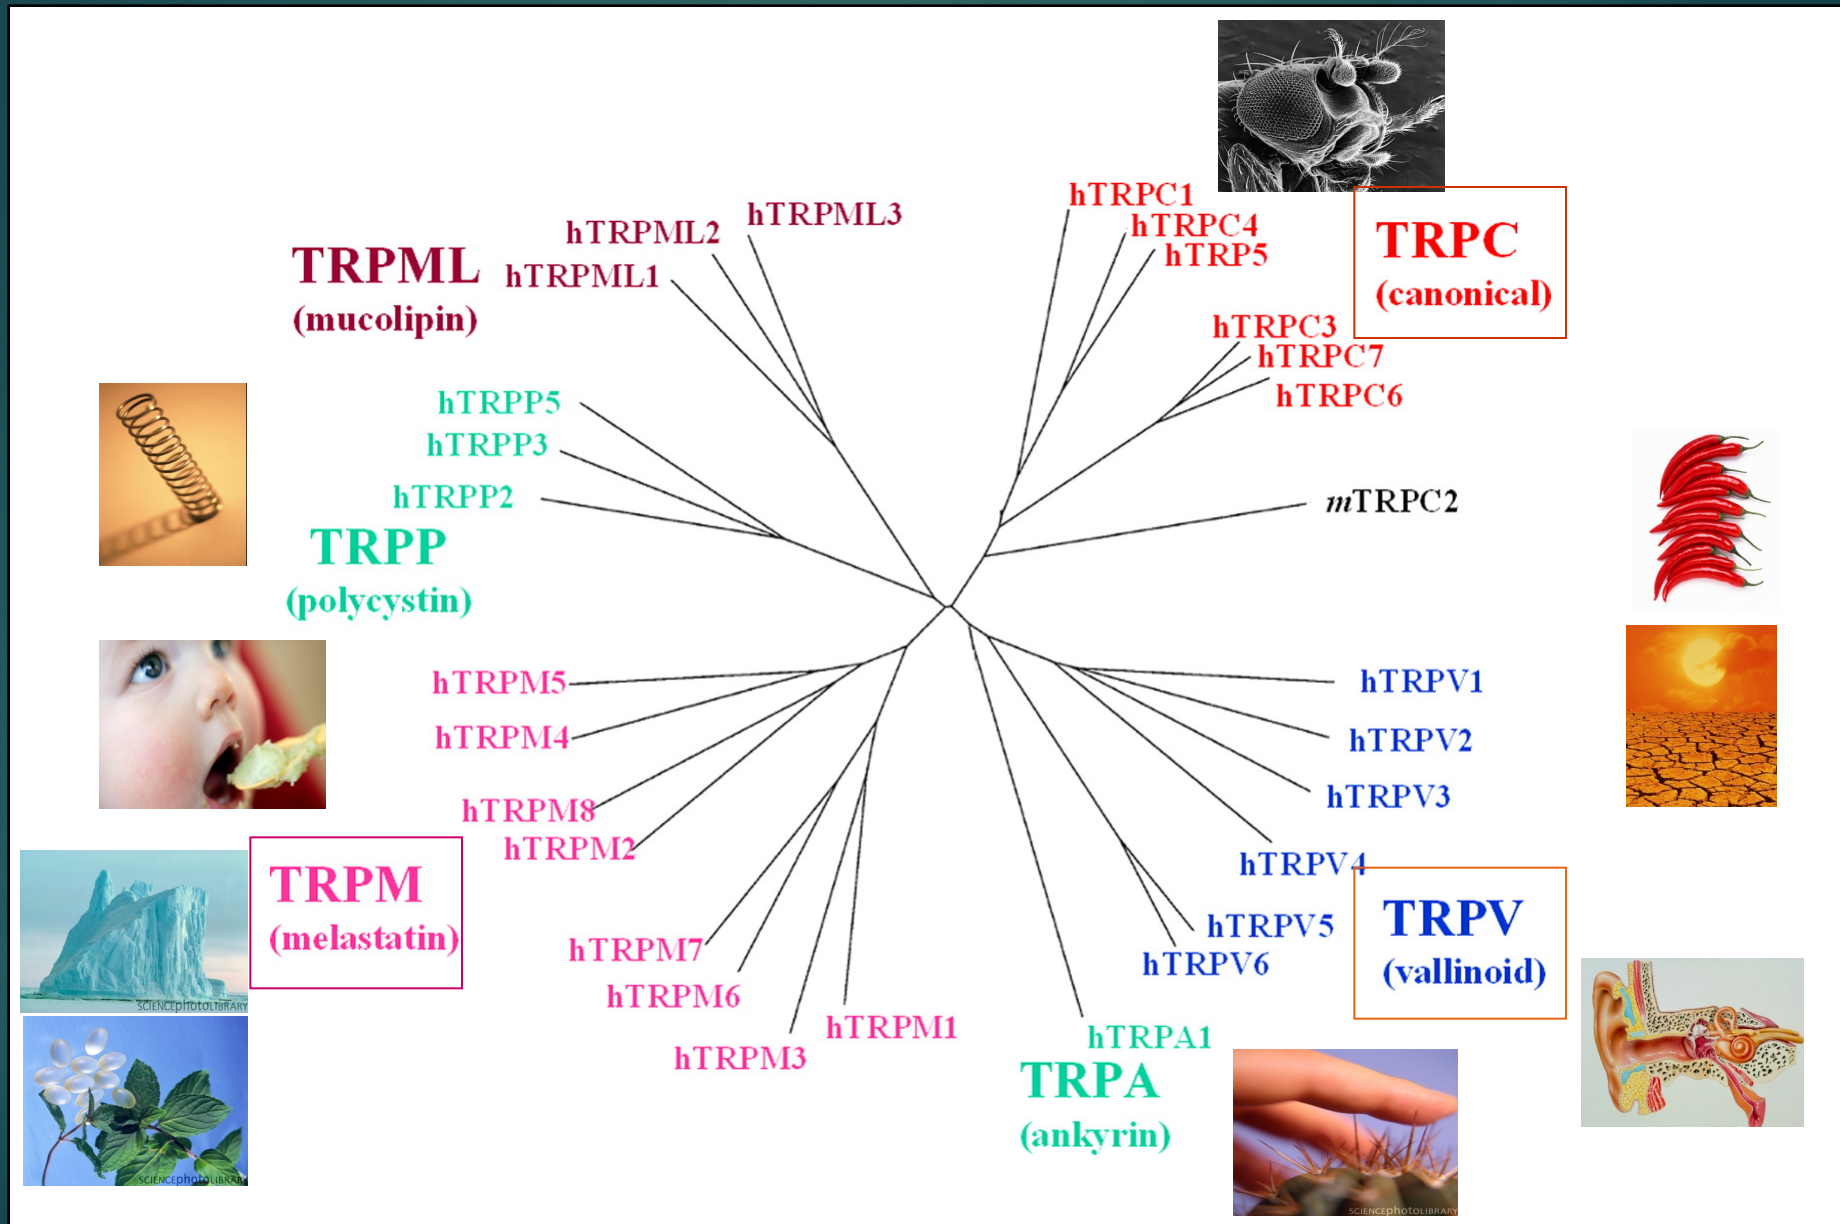 hTRPC1
hTRPC4
hTRP5
TRPC
(canonical)
hTRPC3
hTRPC7
hTRPC6
mTRPC2
hTRPML3
hTRPML2
hTRPML1
TRPML
(mucolipin)
hTRPP5
hTRPP3
hTRPP2
TRPP
(polycystin)
hTRPM5
hTRPM4
hTRPM8
hTRPM2
TRPM
(melastatin)
hTRPM7
hTRPM6
hTRPM3
hTRPM1
hTRPV1
hTRPV2
hTRPV3
hTRPV4
hTRPV5
hTRPV6
TRPV
(vallinoid)
hTRPA1
TRPA
(ankyrin)
SCIENCEphotoLIBRARY
SCIENCEphotoLIBRARY
SCIENCEphotoLIBRARY